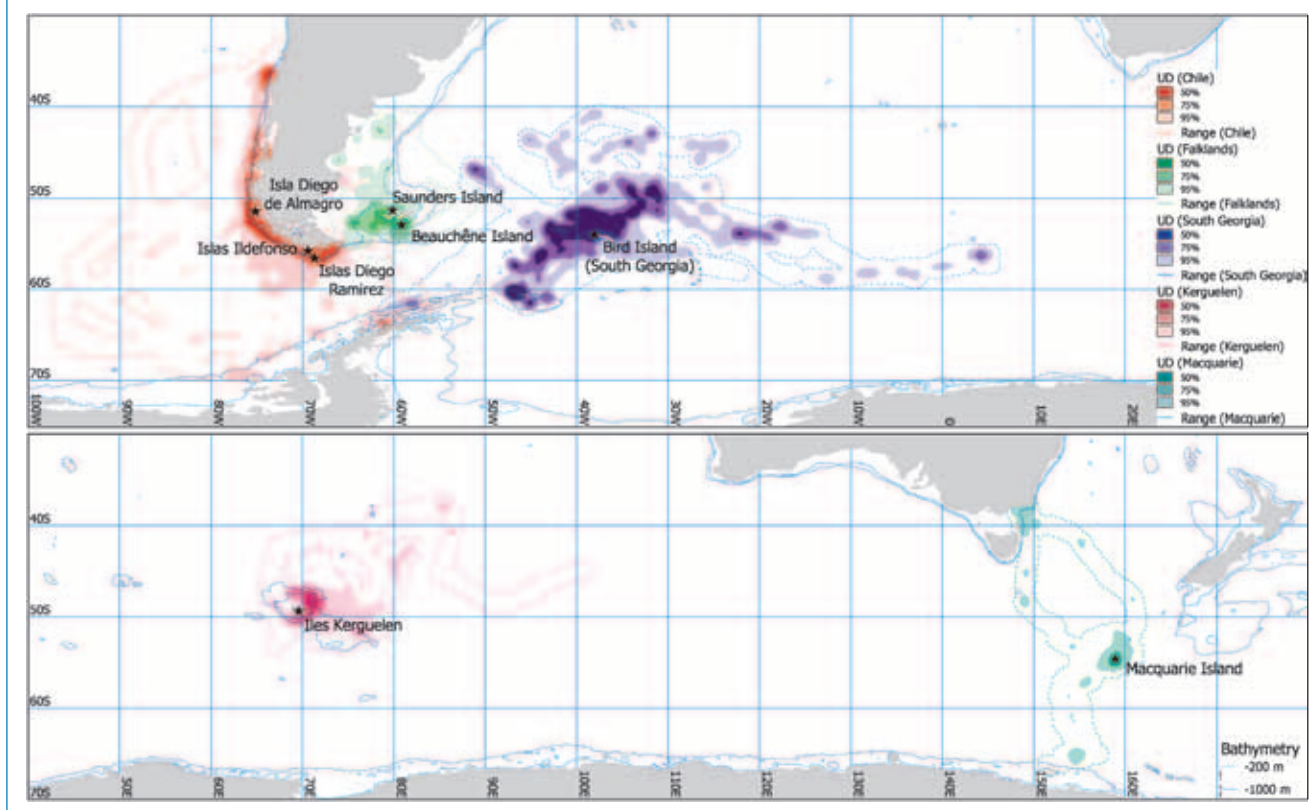 40S
50S
60S
70S
100W
90W
80W
70W
60W
50W
40W
30W
20W
10W
0
10E
20E
Isla Diego
de Almagro
Islas Ildefonso
Islas Diego
Ramirez
Saunders Island
Beauchêne Island
Bird Island
(South Georgia)
UD (Chile)
50%
75%
95%
Range (Chile)
UD (Falklands)
50%
75%
95%
Range (Falklands)
UD (South Georgia)
50%
75%
95%
Range (South Georgia)
UD (Kerguelen)
50%
75%
95%
Range (Kerguelen)
UD (Macquarie)
50%
75%
95%
Range (Macquarie)
40S
50S
60S
70S
50E
60E
70E
80E
90E
100E
110E
120E
130E
140E
150E
160E
Iles Kerguelen
Macquarie Island
Bathymetry
-200 m
-1000 m